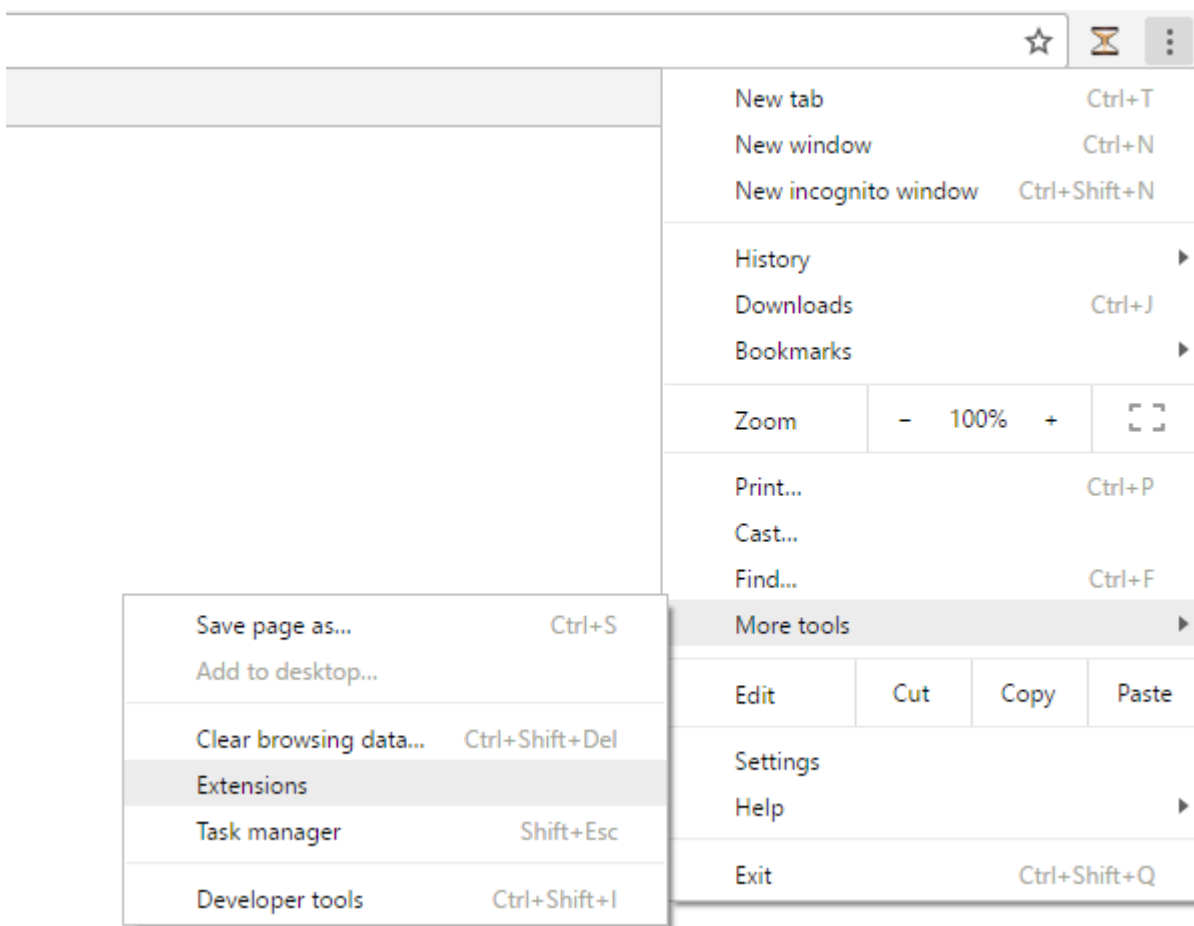 New tab Ctrl+T
New window Ctrl+N
New incognito window Ctrl+Shift+N
History
Downloads Ctrl+J
Bookmarks
Zoom - 100% +
Print... Ctrl+P
Cast...
Find... Ctrl+F
More tools
Edit Cut Copy Paste
Settings
Help
Exit Ctrl+Shift+Q
Save page as... Ctrl+S
Add to desktop...
Clear browsing data... Ctrl+Shift+Del
Extensions
Task manager Shift+Esc
Developer tools Ctrl+Shift+I